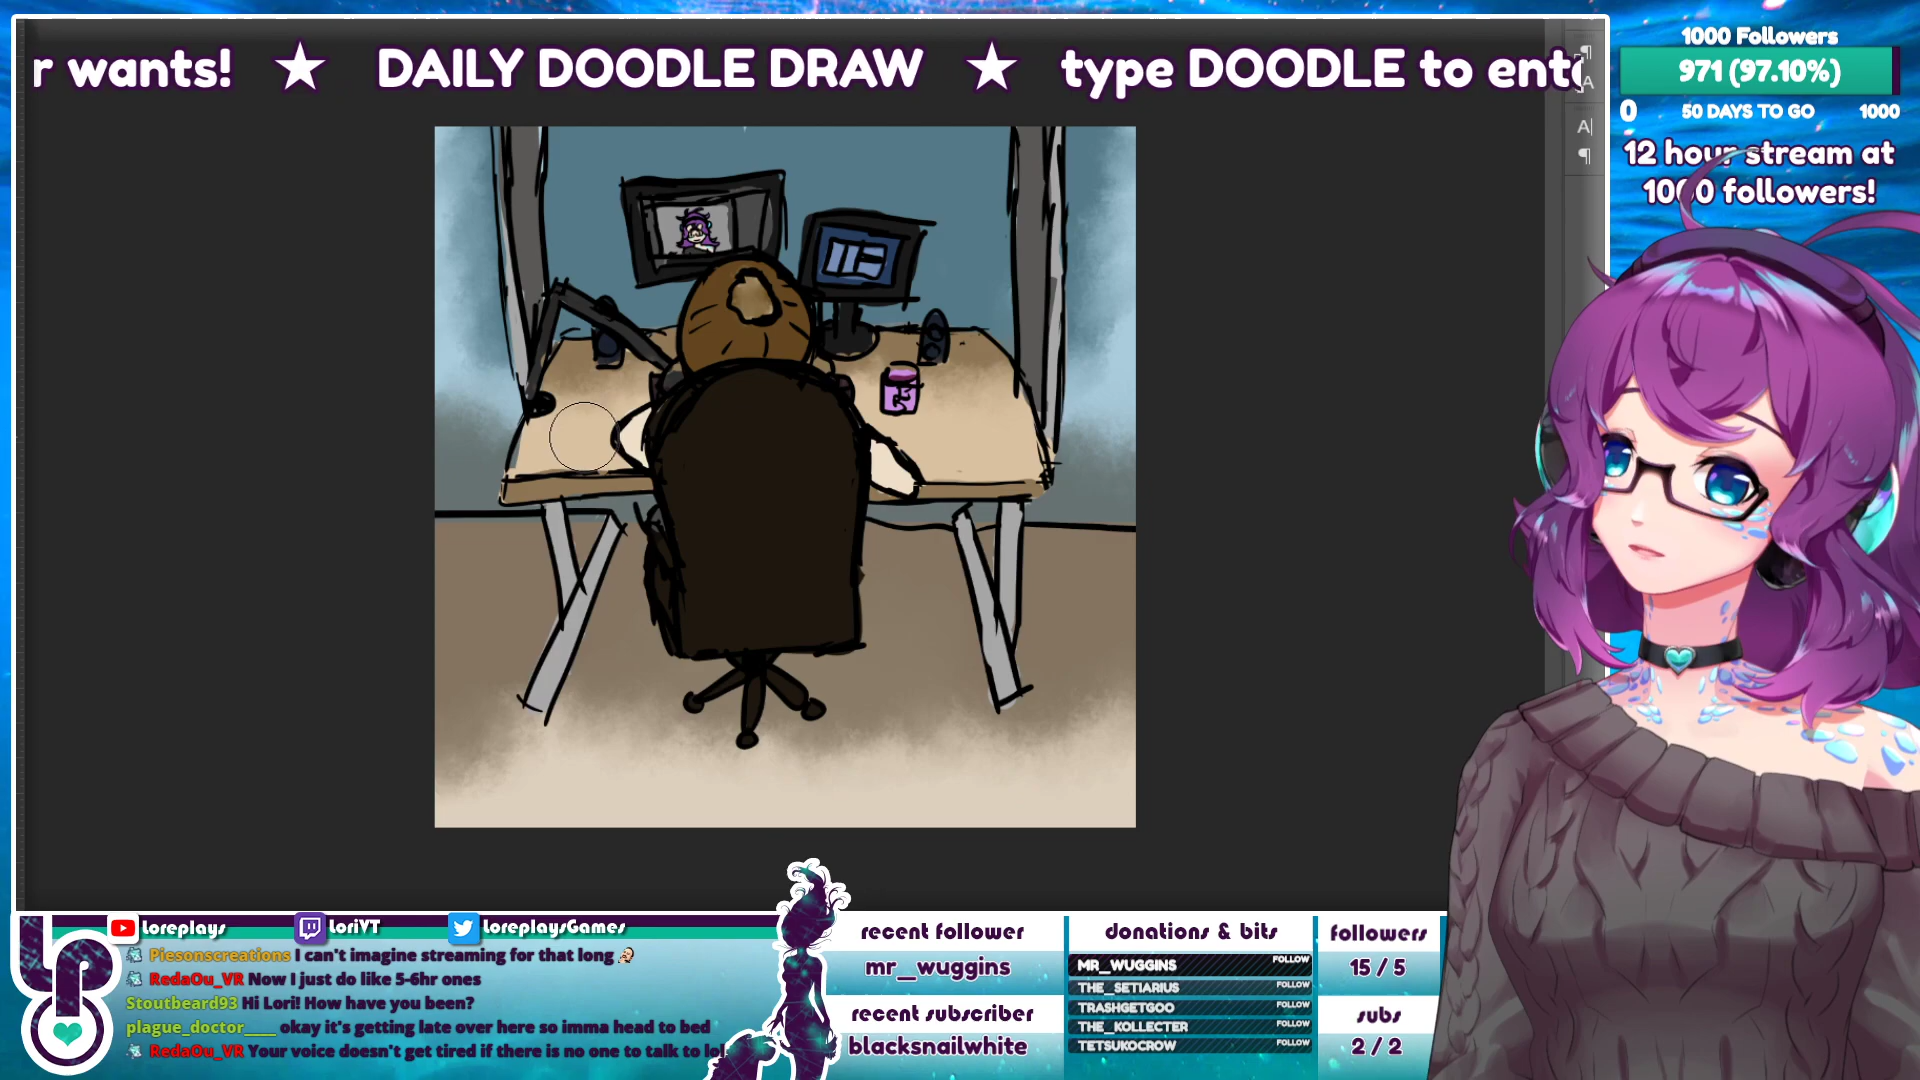 r wants! ★ DAILY DOODLE DRAW ★ type DOODLE to ente
1000 Followers
971 (97.10%)
0 50 DAYS TO GO 1000
12 hour stream at
1000 followers!
Loreplays LoriVT LoreplaysGames
Piesonscreations I can't imagine streaming for that long
RedaOu_VR Now I just do like 5-6hr ones
Stoutbeard93 Hi Lori! How have you been?
plague_doctor____ okay it's getting late over here so imma head to bed
RedaOu_VR Your voice doesn't get tired if there is no one to talk to lol
recent follower
mr_wuggins
recent subscriber
blacksnailwhite
donations & bits
MR_WUGGINS FOLLOW
THE_SETIARIUS FOLLOW
TRASHGETGOO FOLLOW
THE_KOLLECTER FOLLOW
TETSUKOCROW FOLLOW
followers
15 / 5
subs
2 / 2